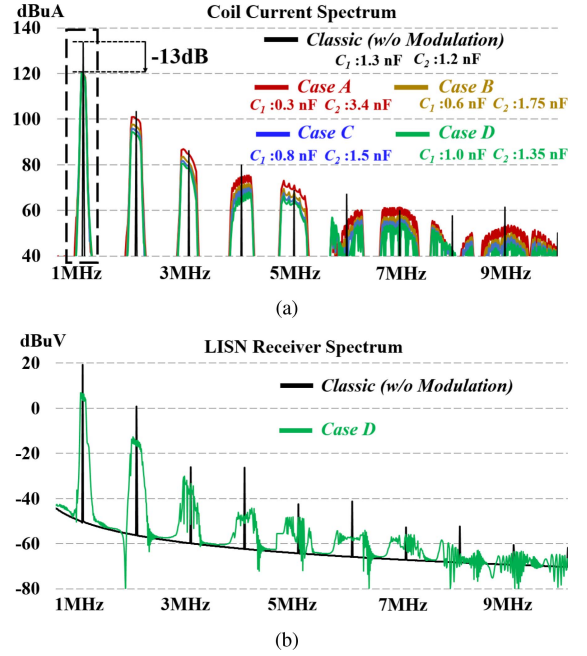 dBuA
Coil Current Spectrum
140
120
100
80
60
40
-13dB
Classic (w/o Modulation)
C1 :1.3 nF C2 :1.2 nF
Case A
C1 :0.3 nF C2 :3.4 nF
Case B
C1 :0.6 nF C2 :1.75 nF
Case C
C1 :0.8 nF C2 :1.5 nF
Case D
C1 :1.0 nF C2 :1.35 nF
1MHz 3MHz 5MHz 7MHz 9MHz
(a)
dBuV
LISN Receiver Spectrum
20
0
-20
-40
-60
-80
Classic (w/o Modulation)
Case D
1MHz 3MHz 5MHz 7MHz 9MHz
(b)